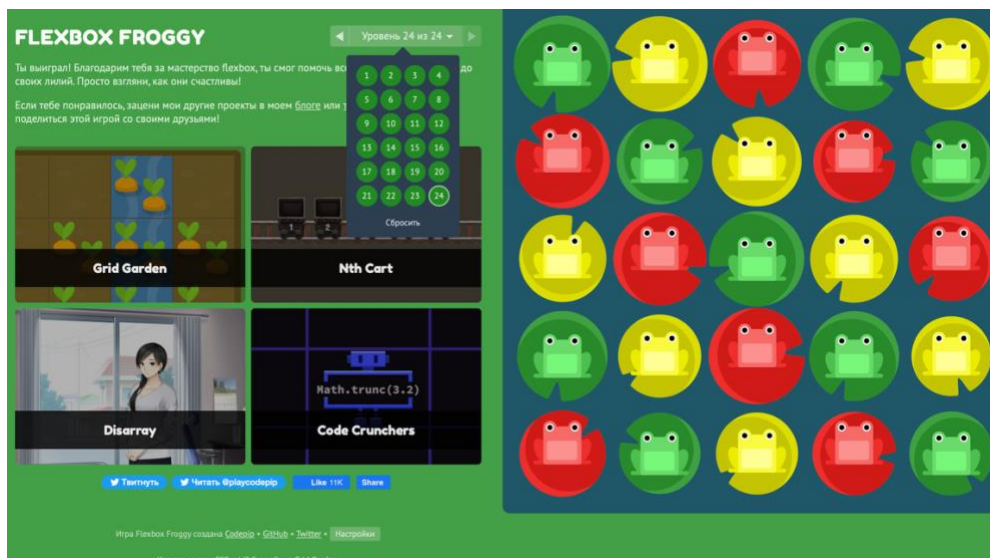 FLEXBOX FROGGY
Уровень 24 из 24
Ты выиграл! Благодарим тебя за мастерство flexbox, ты смог помочь до
своих лилий. Просто взгляни, как они счастливы!
Если тебе понравилось, зацени мои другие проекты в моем блоге или
поделиться этой игрой со своими друзьями!
1 2 3 4
5 6 7 8
9 10 11 12
13 14 15 16
17 18 19 20
21 22 23 24
Сбросить
1 2
Grid Garden
Nth Cart
Math.trunc(3.2)
Disarray
Code Crunchers
Твитнуть
Читать @playcodepip
Like 11K
Share
Игра Flexbox Froggy создана Codepip • GitHub • Twitter • Настройки